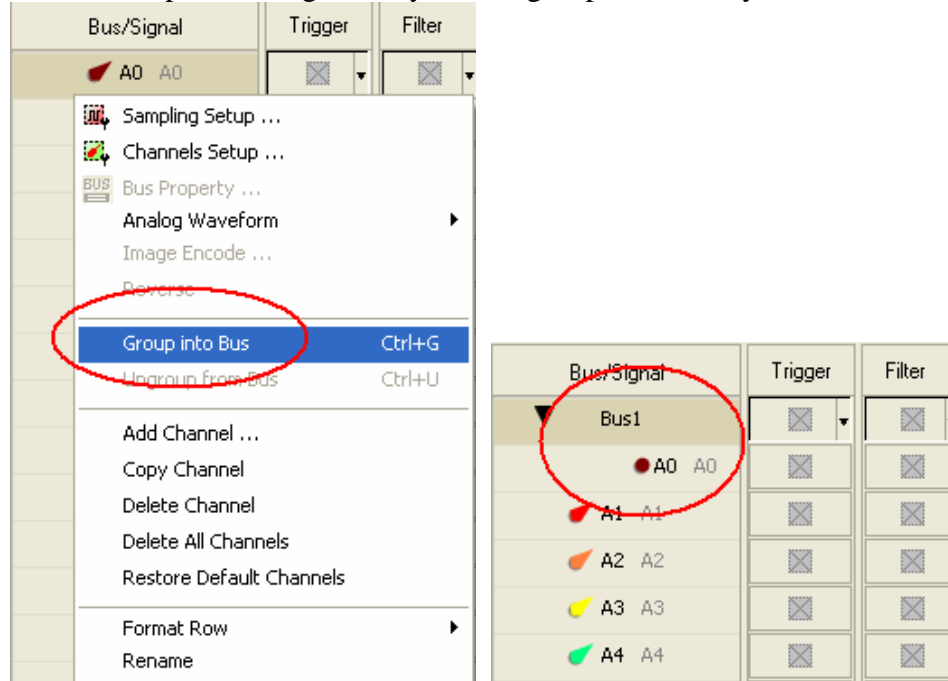 Bus/Signal Trigger Filter
A0 A0
Sampling Setup ...
Channels Setup ...
BUS Bus Property ...
Analog Waveform
Image Encode ...
Reverse
Group into Bus Ctrl+G
Ungroup from Bus Ctrl+U
Add Channel ...
Copy Channel
Delete Channel
Delete All Channels
Restore Default Channels
Format Row
Rename
Bus/Signal Trigger Filter
Bus1
A0 A0
A1 A1
A2 A2
A3 A3
A4 A4